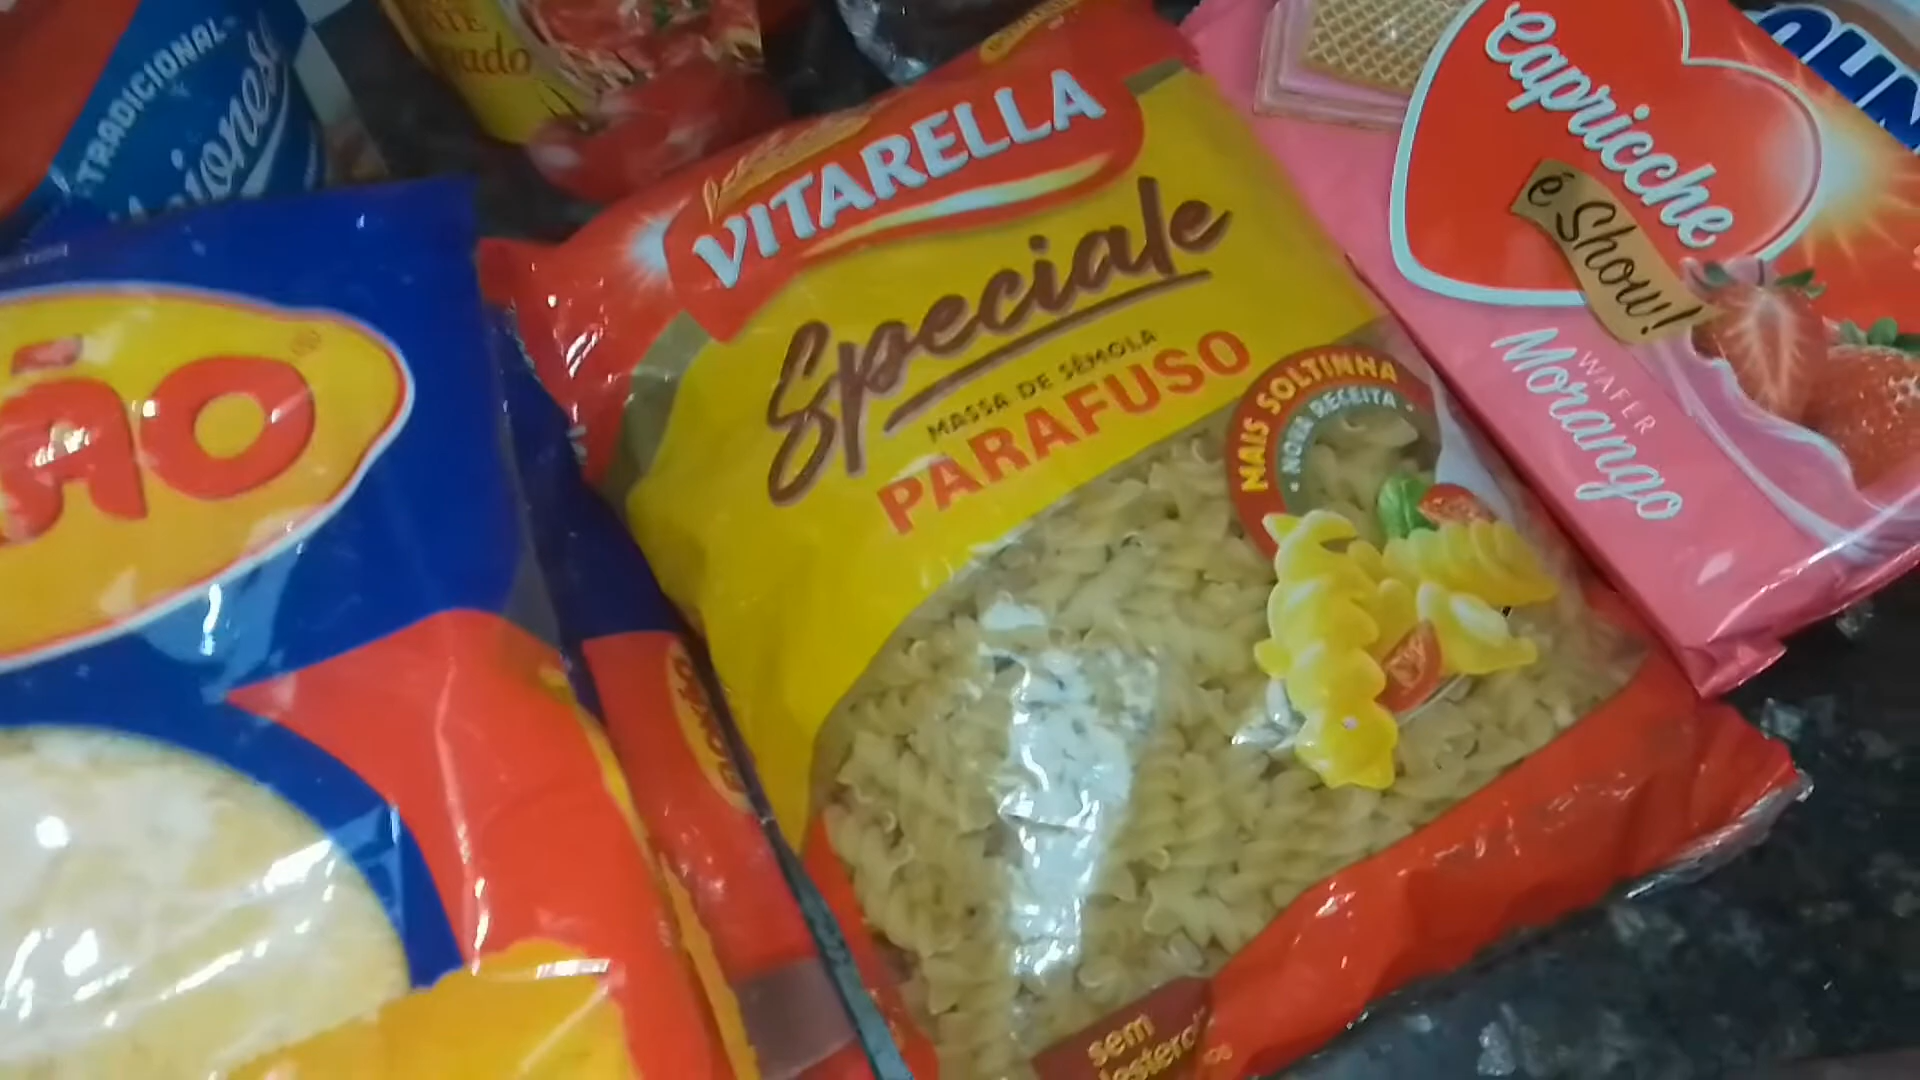 TRADICIONAL
VITARELLA
Speciale
MASSA DE SÊMOLA
PARAFUSO
MAIS SOLTINHA
NOVA RECEITA
sem
Capricche
é Show!
WAFER
Morango
ÃO